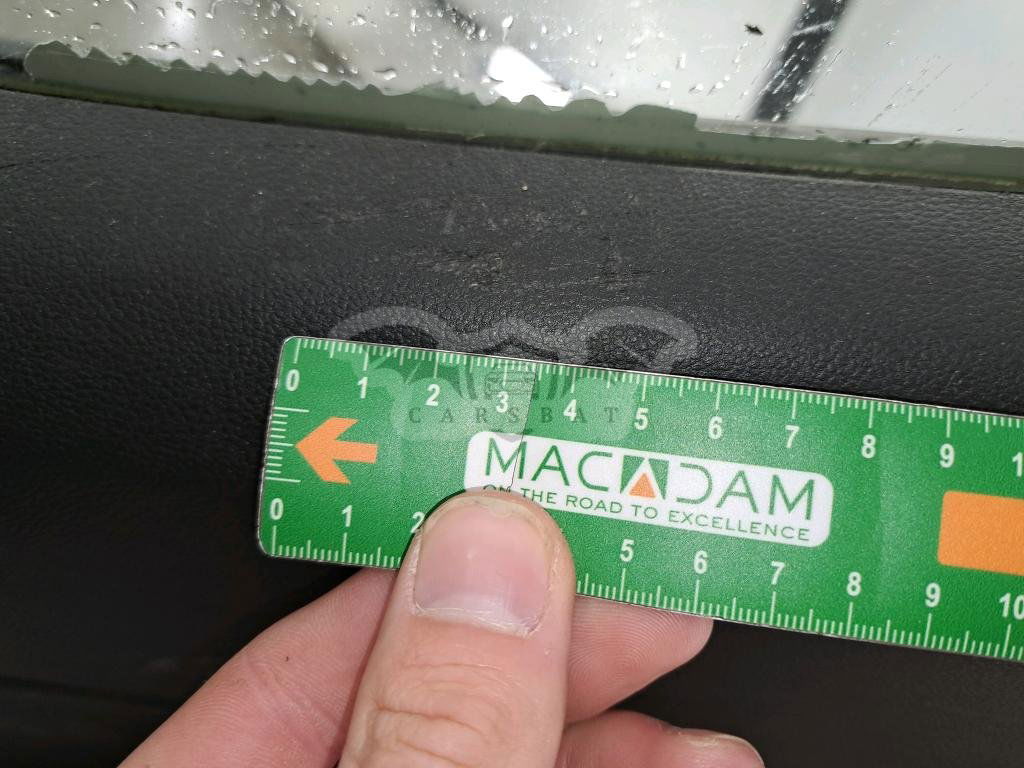 0 1 2 3 4 5 6 7 8 9 1
CARSBAT
MACADAM
ON THE ROAD TO EXCELLENCE
0 1 2 5 6 7 8 9 10